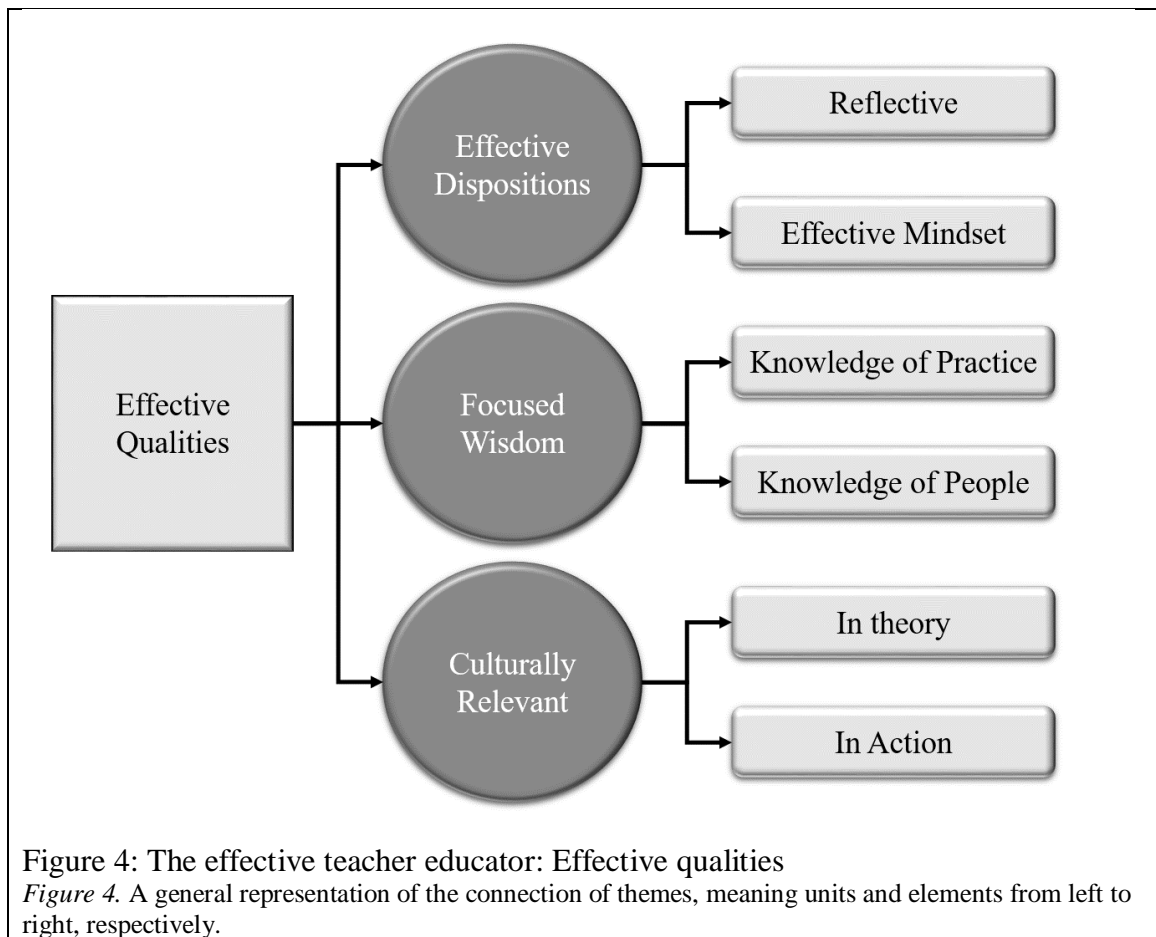 Effective
Qualities
Effective
Dispositions
Reflective
Effective Mindset
Focused
Wisdom
Knowledge of Practice
Knowledge of People
Culturally
Relevant
In theory
In Action
Figure 4: The effective teacher educator: Effective qualities
Figure 4. A general representation of the connection of themes, meaning units and elements from left to
right, respectively.